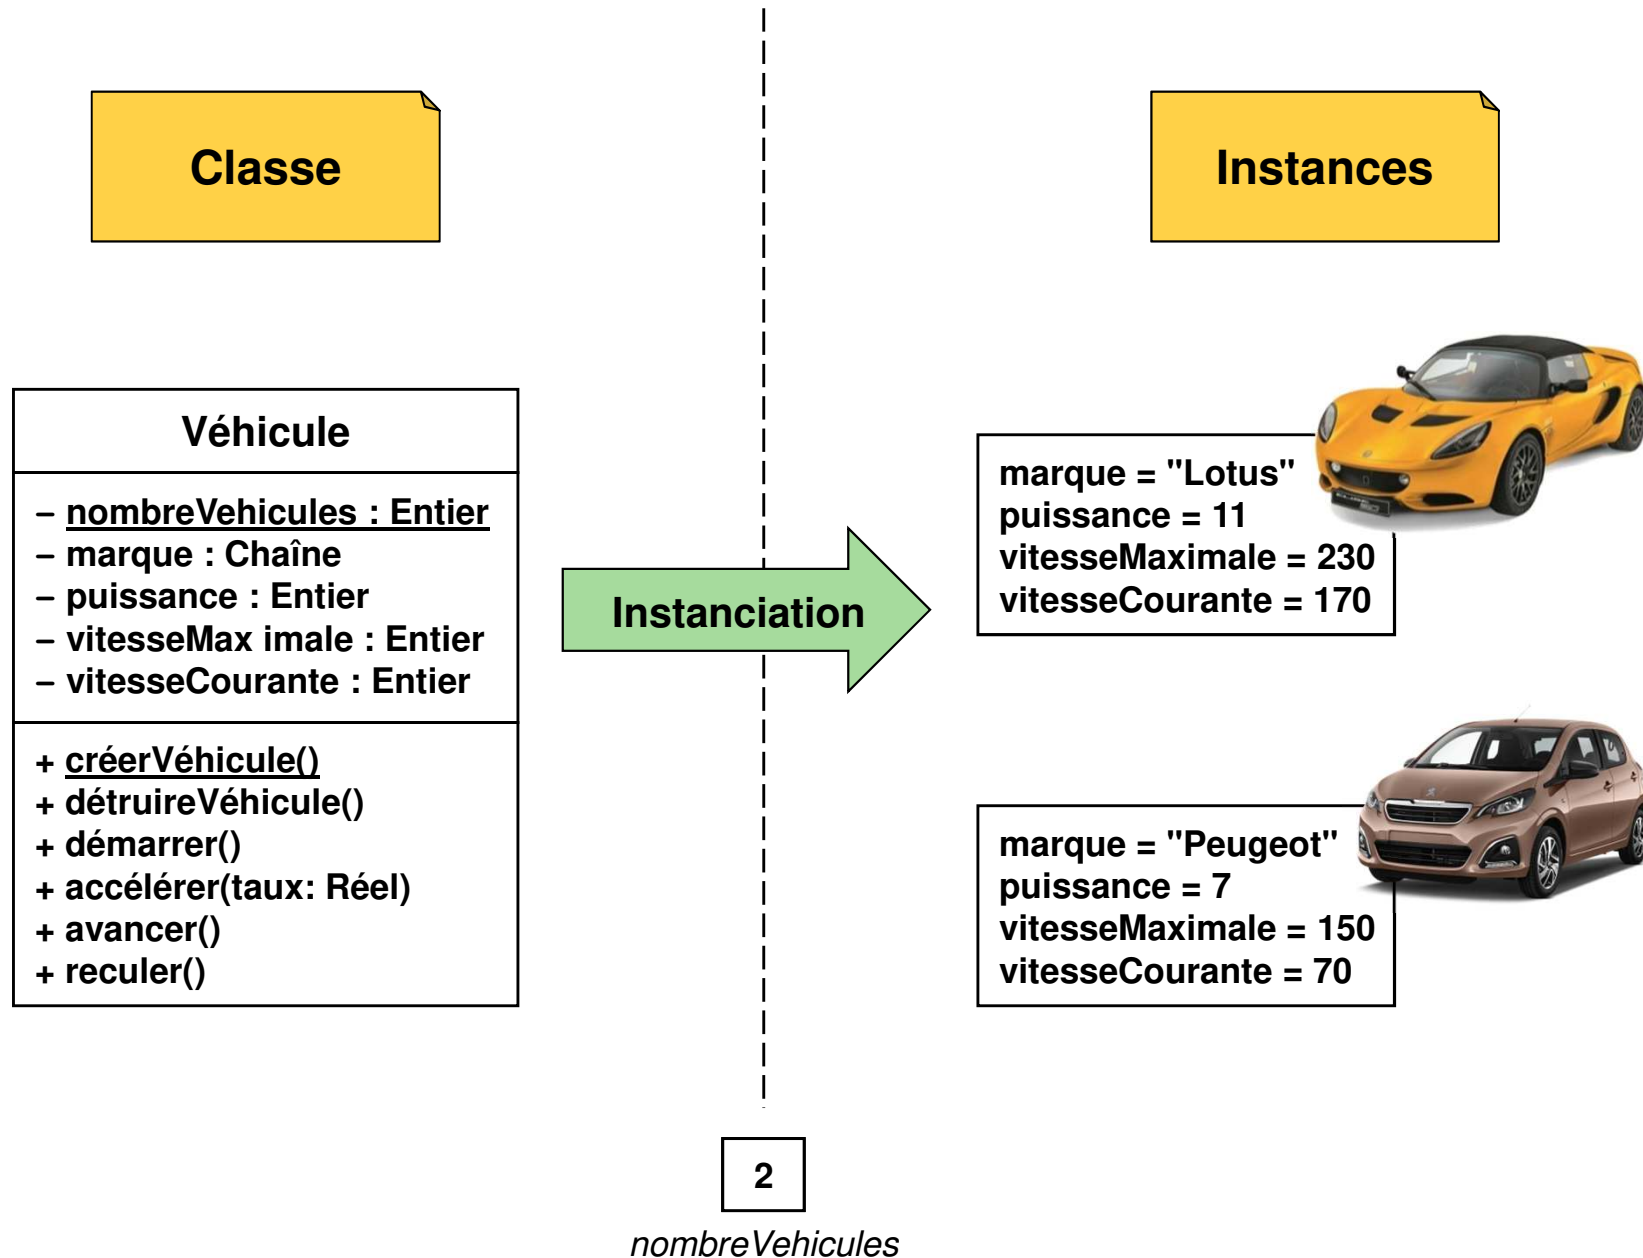 Classe
Instances
Véhicule
– nombreVehicules : Entier
– marque : Chaîne
– puissance : Entier
– vitesseMax imale : Entier
– vitesseCourante : Entier
+ créerVéhicule()
+ détruireVéhicule()
+ démarrer()
+ accélérer(taux: Réel)
+ avancer()
+ reculer()
Instanciation
marque = "Lotus"
puissance = 11
vitesseMaximale = 230
vitesseCourante = 170
marque = "Peugeot"
puissance = 7
vitesseMaximale = 150
vitesseCourante = 70
2
nombreVehicules